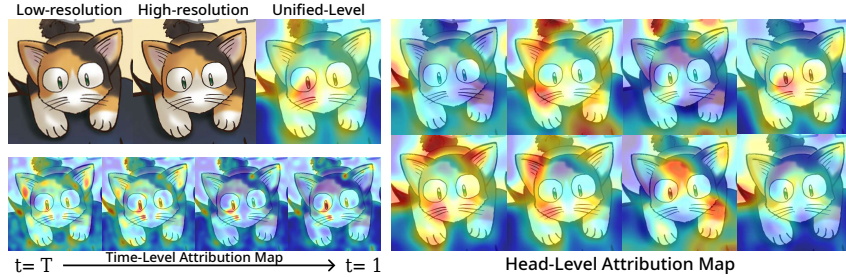 Low-resolution High-resolution Unified-Level
Time-Level Attribution Map
t= T t= 1
Head-Level Attribution Map